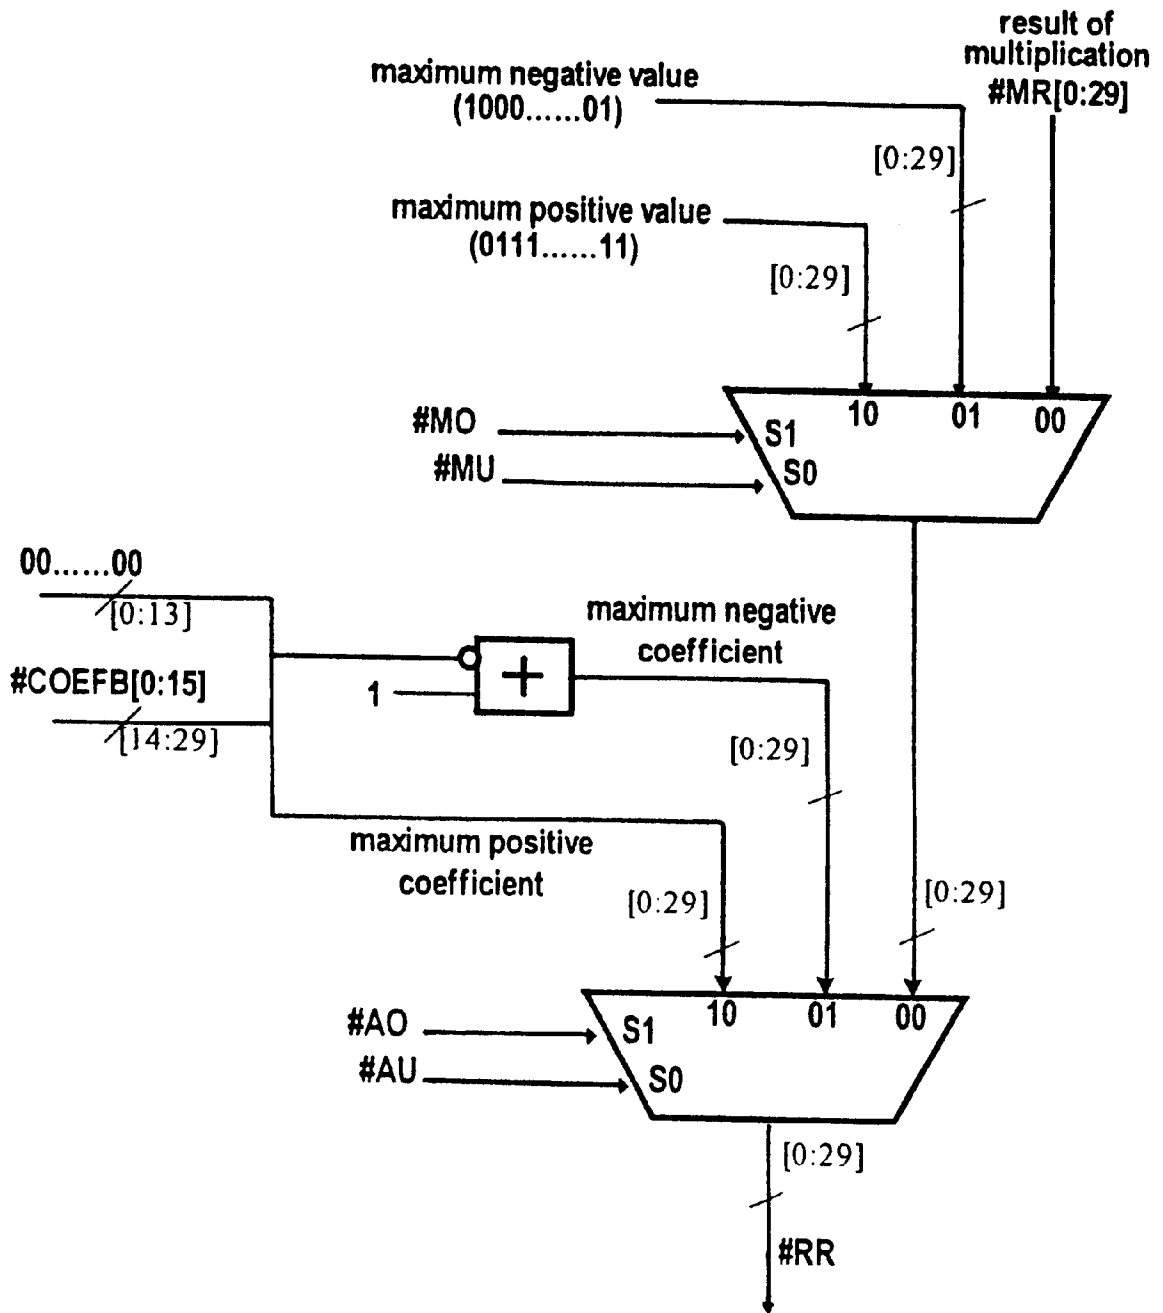 result of
multiplication
#MR[0:29]
maximum negative value
(1000......01)
[0:29]
maximum positive value
(0111......11)
[0:29]
10
01
00
#MO
S1
#MU
S0
00......00
[0:13]
maximum negative
coefficient
#COEFB[0:15]
1
+
[14:29]
[0:29]
maximum positive
coefficient
[0:29]
[0:29]
10
01
00
#AO
S1
#AU
S0
[0:29]
#RR